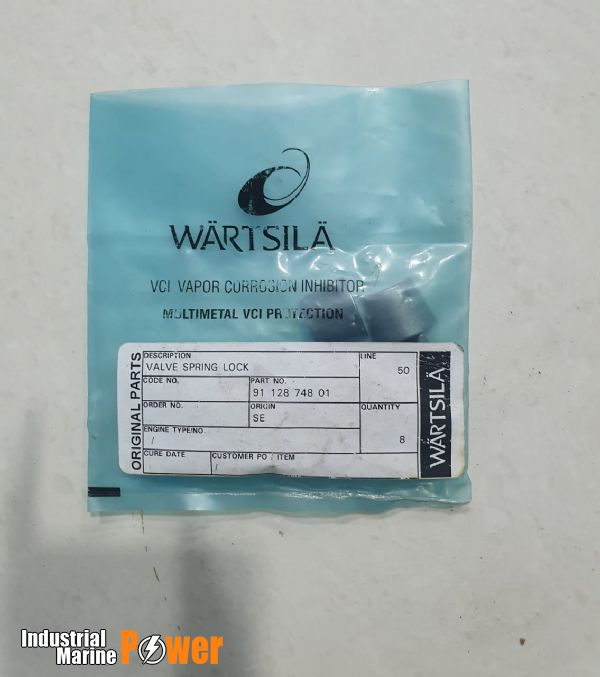 WÄRTSILÄ
VCI VAPOR CORROSION INHIBITOR
MULTIMETAL VCI PROTECTION
ORIGINAL PARTS
DESCRIPTION
VALVE SPRING LOCK
LINE
50
CODE NO.
PART NO.
91 128 748 01
ORDER NO.
ORIGIN
SE
QUANTITY
8
ENGINE TYPE/NO.
/
CURE DATE
CUSTOMER PO / ITEM
/
WÄRTSILÄ
Industrial
Marine Power